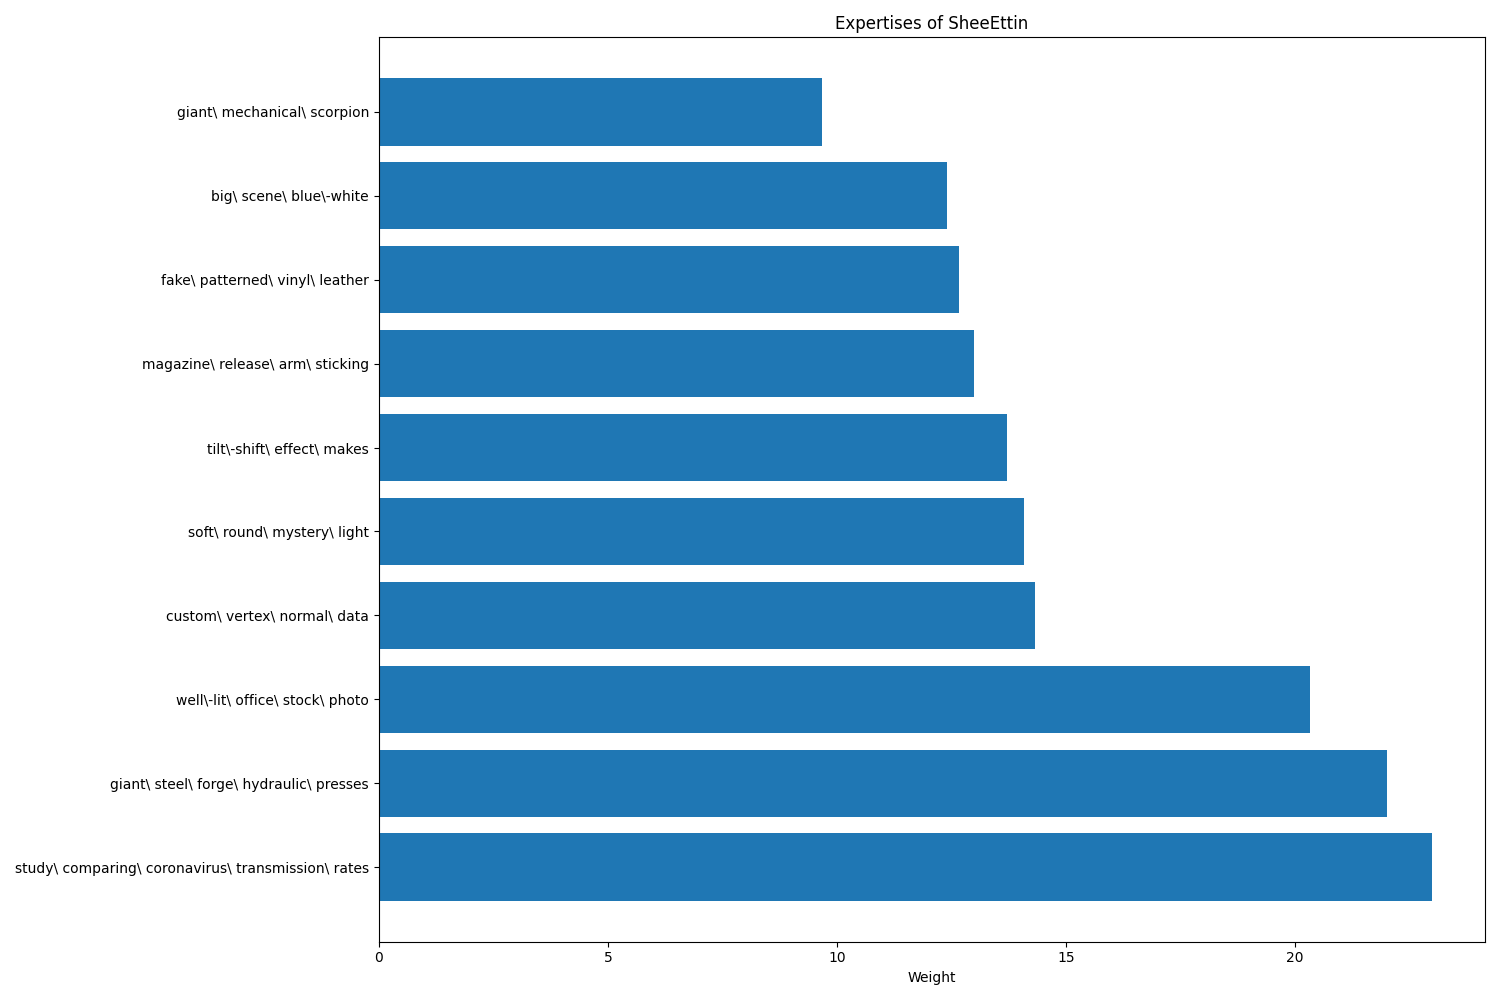 Expertises of SheeEttin
giant\ mechanical\ scorpion
big\ scene\ blue\-white
fake\ patterned\ vinyl\ leather
magazine\ release\ arm\ sticking
tilt\-shift\ effect\ makes
soft\ round\ mystery\ light
custom\ vertex\ normal\ data
well\-lit\ office\ stock\ photo
giant\ steel\ forge\ hydraulic\ presses
study\ comparing\ coronavirus\ transmission\ rates
0 5 10 15 20
Weight